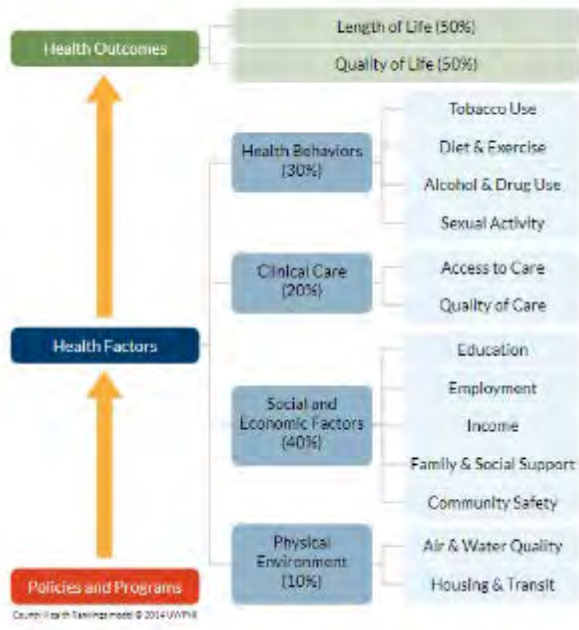 Health Outcomes
Length of Life (50%)
Quality of Life (50%)
Health Behaviors
(30%)
Tobacco Use
Diet & Exercise
Alcohol & Drug Use
Sexual Activity
Clinical Care
(20%)
Access to Care
Quality of Care
Health Factors
Social and
Economic Factors
(40%)
Education
Employment
Income
Family & Social Support
Community Safety
Physical
Environment
(10%)
Air & Water Quality
Housing & Transit
Policies and Programs
County Health Rankings model © 2014 UWPHI